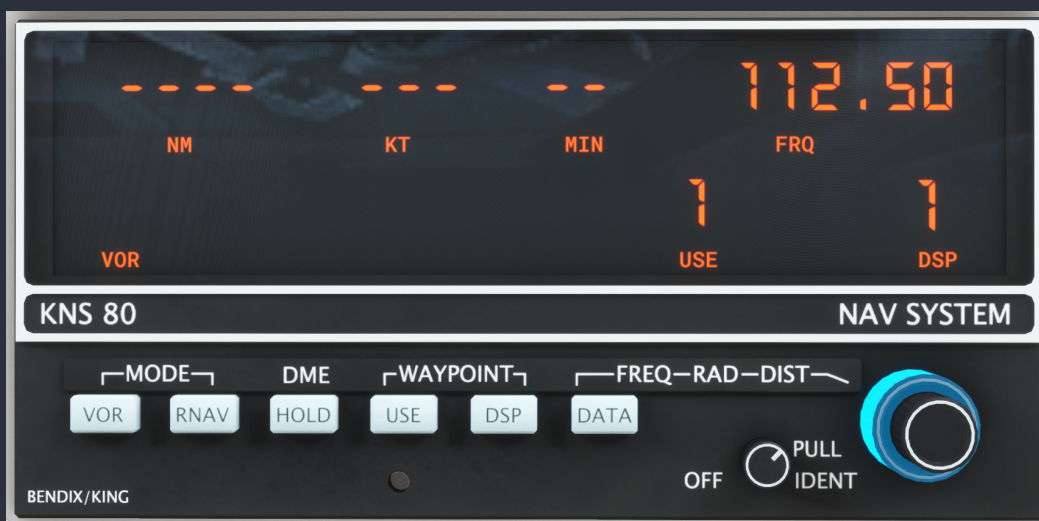 ---- --- -- 112.50
NM KT MIN FRQ
1 1
VOR USE DSP
KNS 80 NAV SYSTEM
MODE DME WAYPOINT FREQ-RAD-DIST
VOR RNAV HOLD USE DSP DATA
PULL
OFF IDENT
BENDIX/KING